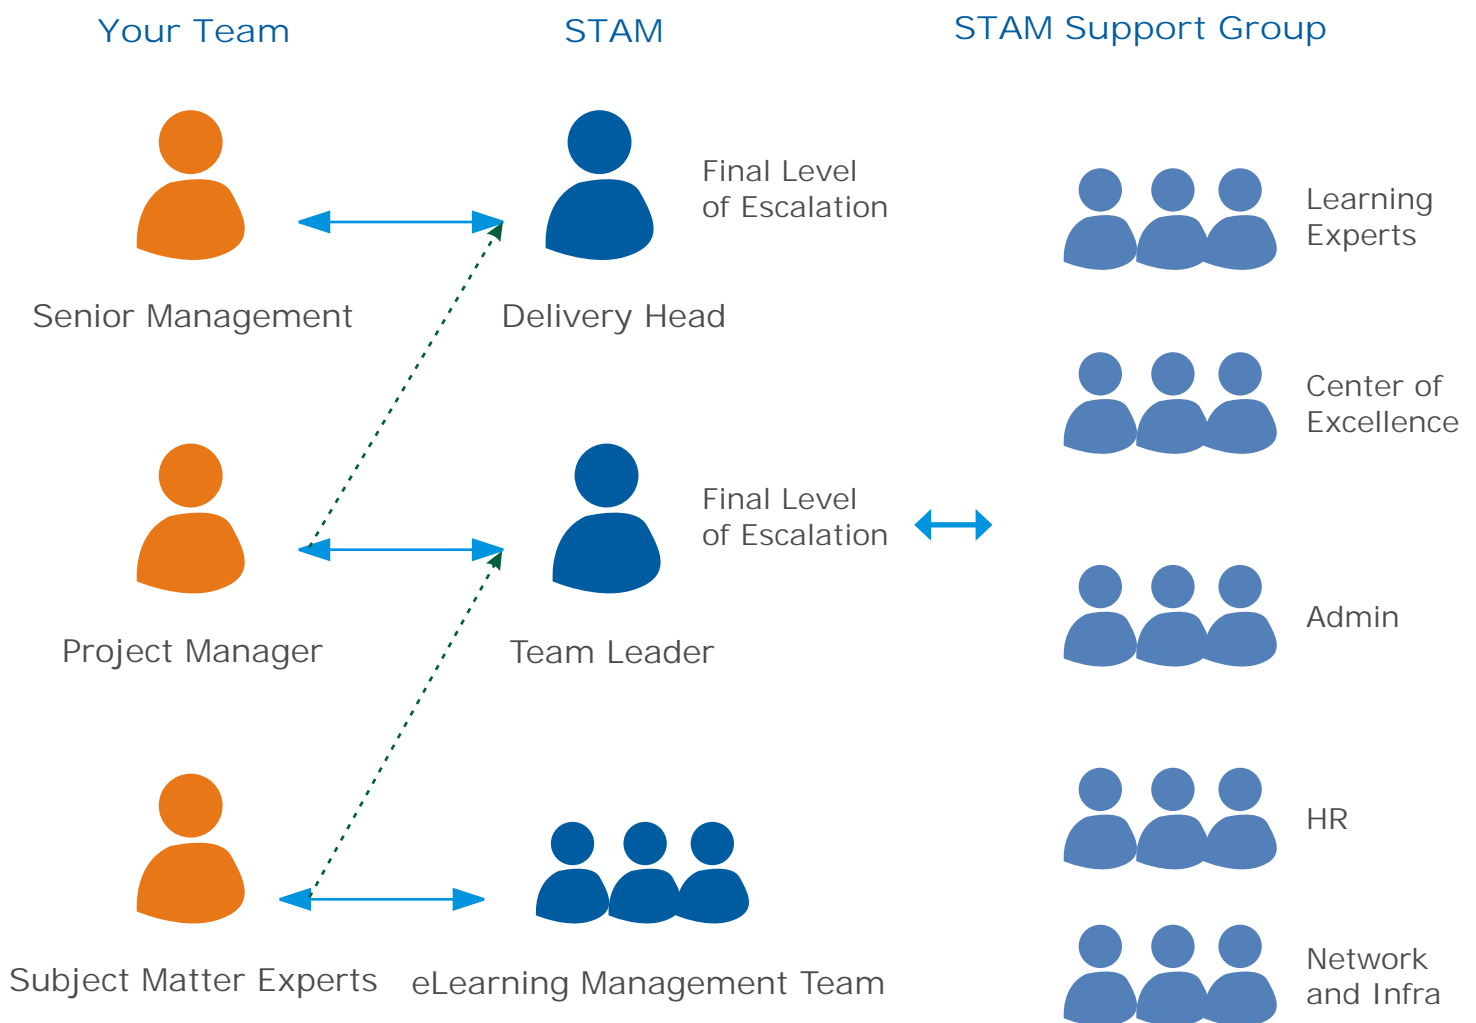 Your Team
STAM
STAM Support Group
Final Level
of Escalation
Learning
Experts
Senior Management
Delivery Head
Center of
Excellence
Final Level
of Escalation
Admin
Project Manager
Team Leader
HR
Network
and Infra
Subject Matter Experts
eLearning Management Team